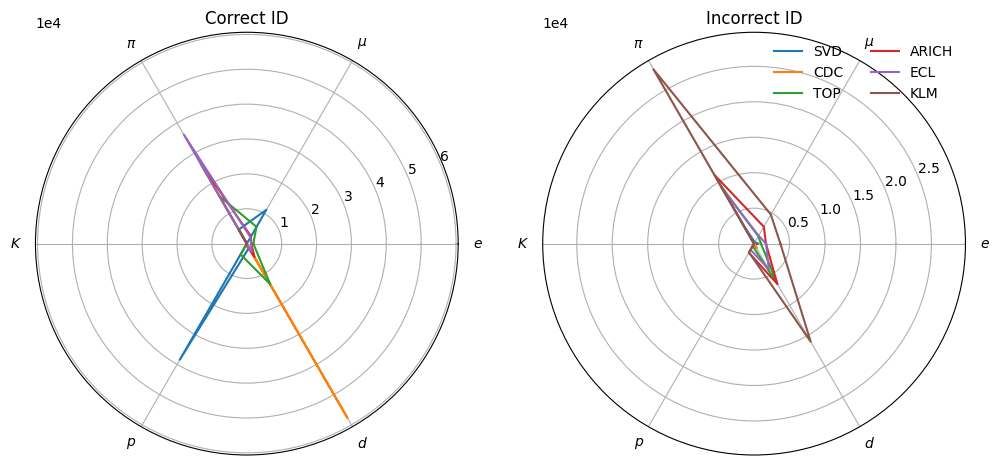 Correct ID
1e4
π
μ
K
e
p
d
1
2
3
4
5
6
Incorrect ID
1e4
π
μ
K
e
p
d
0.5
1.0
1.5
2.0
2.5
SVD
CDC
TOP
ARICH
ECL
KLM